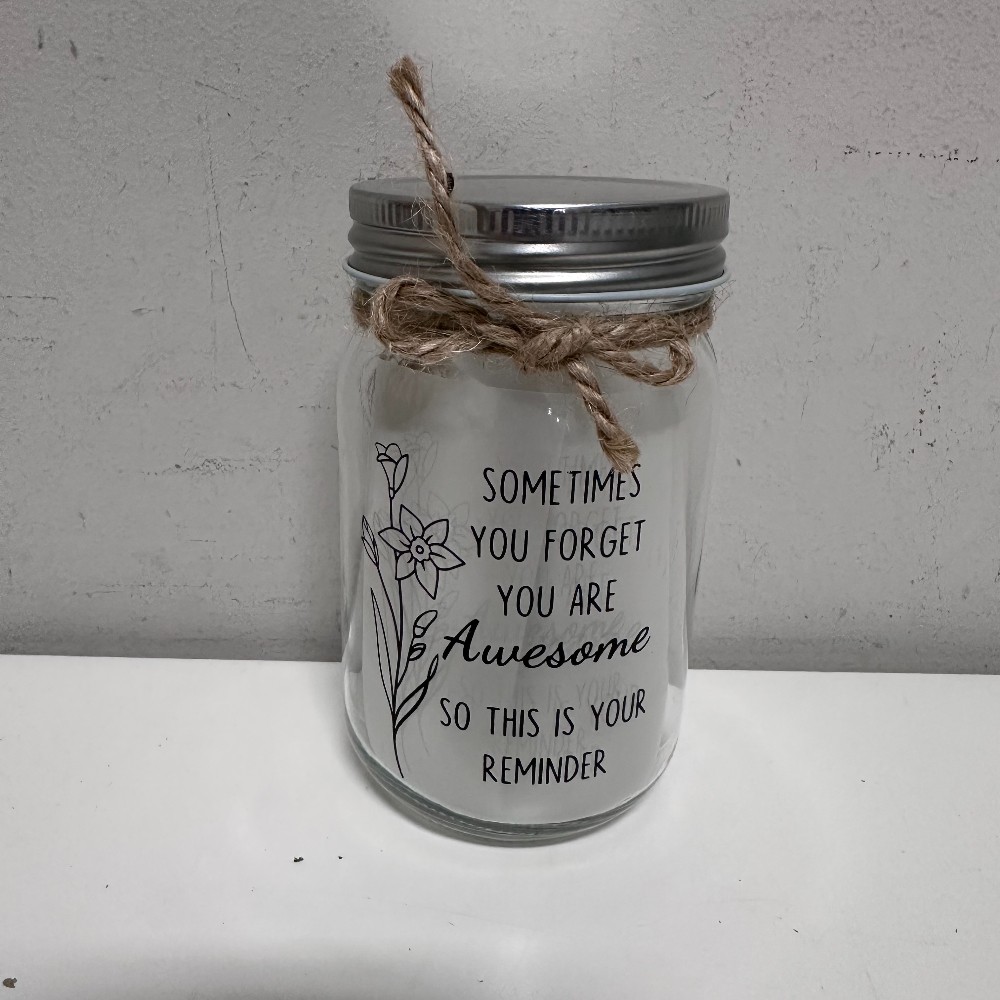 SOMETIMES
YOU FORGET
YOU ARE
Awesome
SO THIS IS YOUR
REMINDER